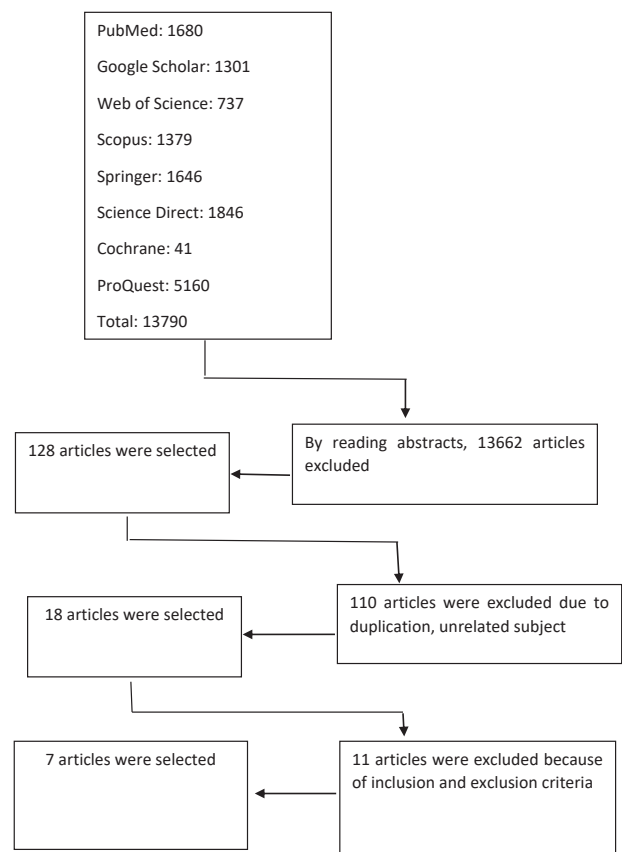 PubMed: 1680
Google Scholar: 1301
Web of Science: 737
Scopus: 1379
Springer: 1646
Science Direct: 1846
Cochrane: 41
ProQuest: 5160
Total: 13790
By reading abstracts, 13662 articles
excluded
128 articles were selected
110 articles were excluded due to
duplication, unrelated subject
18 articles were selected
11 articles were excluded because
of inclusion and exclusion criteria
7 articles were selected